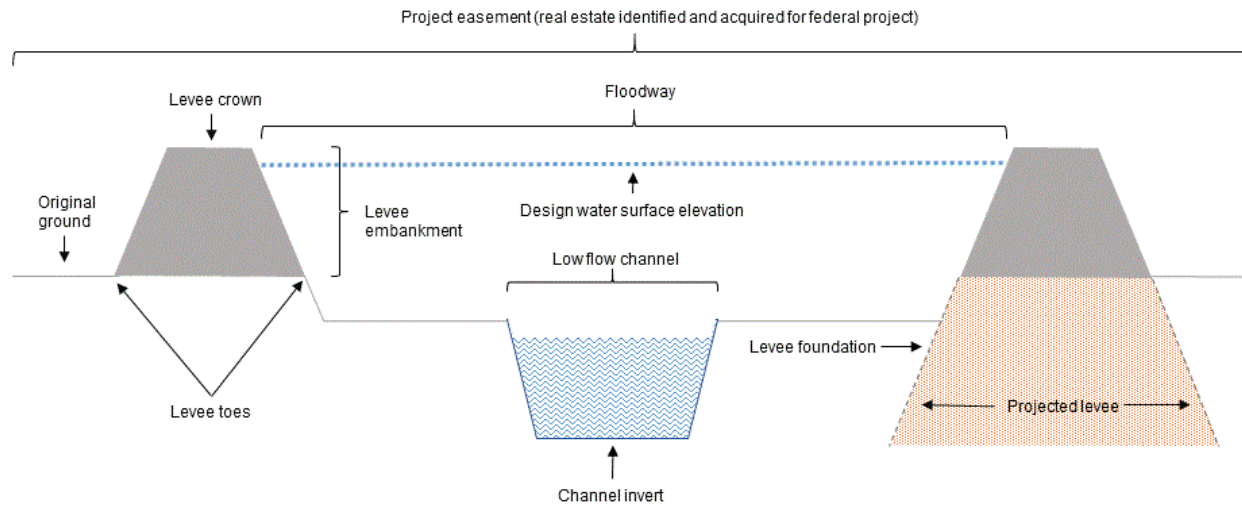 Project easement (real estate identified and acquired for federal project)
Floodway
Levee crown
Original
ground
Levee
embankment
Design water surface elevation
Low flow channel
Levee foundation
Projected levee
Levee toes
Channel invert